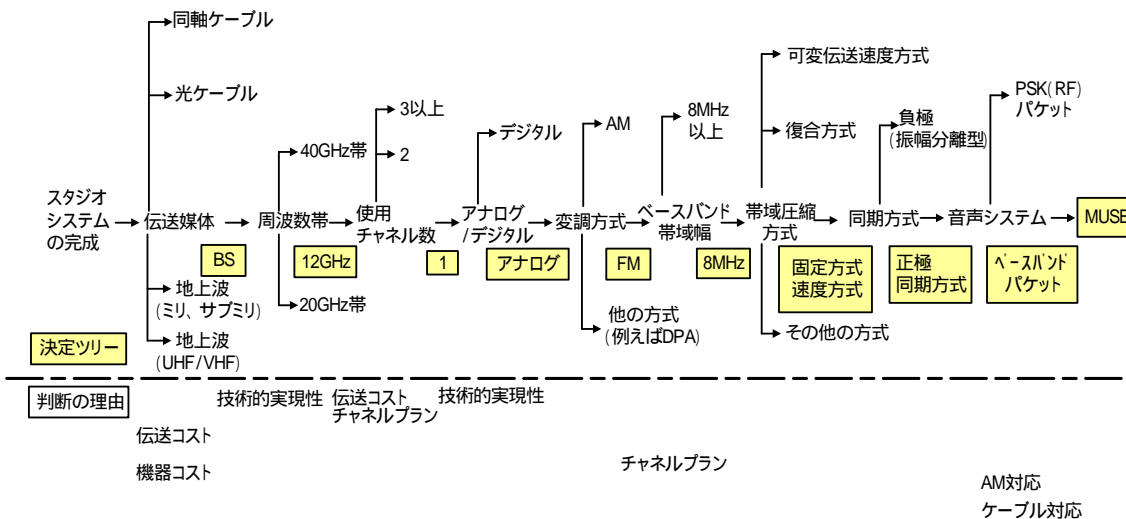 同軸ケーブル
光ケーブル
可変伝送速度方式
PSK(RF)
パケット
3以上
2
デジタル
AM
8MHz
以上
復合方式
負極
(振幅分離型)
40GHz帯
スタジオ
システム
の完成
伝送媒体
周波数帯
使用
チャネル数
アナログ
/デジタル
変調方式
ベースバンド
帯域幅
帯域圧縮
方式
同期方式
音声システム
MUSE
BS
12GHz
1
アナログ
FM
8MHz
固定方式
速度方式
正極
同期方式
ベースバンド
パケット
地上波
(ミリ、サブミリ)
20GHz帯
他の方式
(例えばDPA)
その他の方式
地上波
(UHF/VHF)
決定ツリー
判断の理由
技術的実現性
伝送コスト
チャネルプラン
技術的実現性
伝送コスト
機器コスト
チャネルプラン
AM対応
ケーブル対応